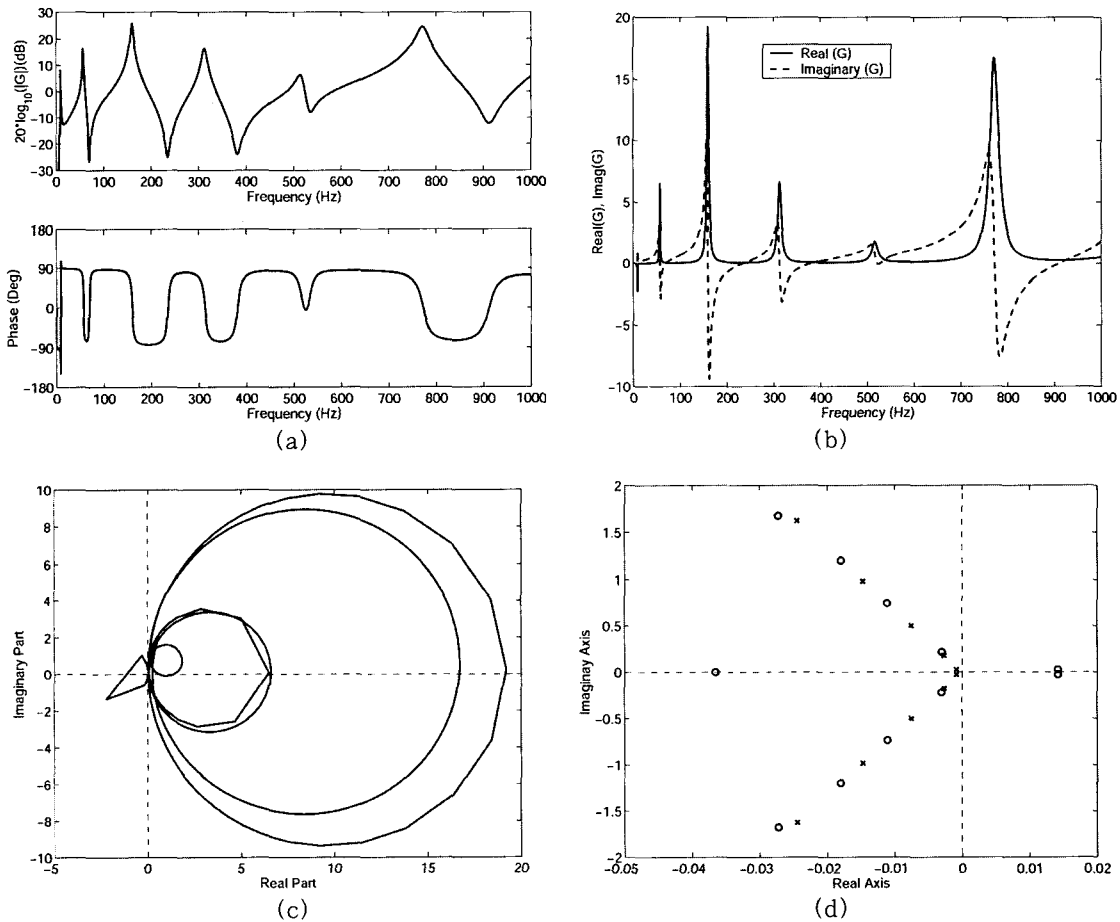 30
20
10
0
-10
-20
-30
20*log10(|G|)(dB)
0 100 200 300 400 500 600 700 800 900 1000
Frequency (Hz)
180
90
0
-90
-180
Phase (Deg)
0 100 200 300 400 500 600 700 800 900 1000
Frequency (Hz)
(a)
20
15
10
5
0
-5
-10
Real(G), Imag(G)
Real (G)
Imaginary (G)
0 100 200 300 400 500 600 700 800 900 1000
Frequency (Hz)
(b)
10
8
6
4
2
0
-2
-4
-6
-8
-10
Imaginary Part
-5 0 5 10 15 20
Real Part
(c)
2
1.5
1
0.5
0
-0.5
-1
-1.5
-2
Imaginay Axis
-0.05 -0.04 -0.03 -0.02 -0.01 0 0.01 0.02
Real Axis
(d)